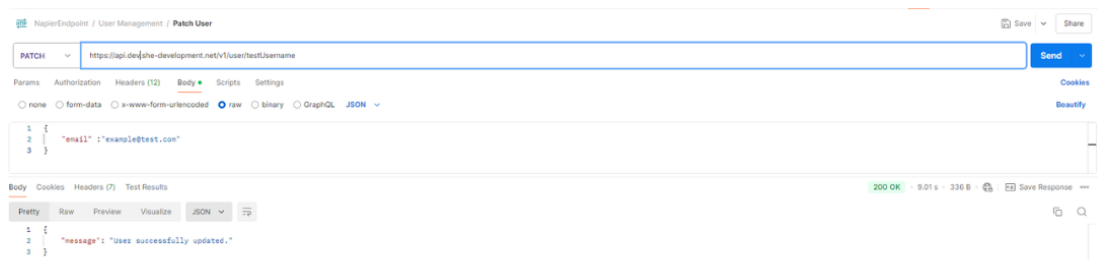 NapierEndpoint / User Management / Patch User
Save
Share
PATCH
https://api.dev.she-development.net/v1/user/testUsername
Send
Params Authorization Headers (12) Body Scripts Settings
Cookies
none form-data x-www-form-urlencoded raw binary GraphQL JSON
Beautify
1 {
2 "email" :"example@test.com"
3 }
Body Cookies Headers (7) Test Results
200 OK 9.01 s 336 B Save Response
Pretty Raw Preview Visualize JSON
1 {
2 "message": "User successfully updated."
3 }